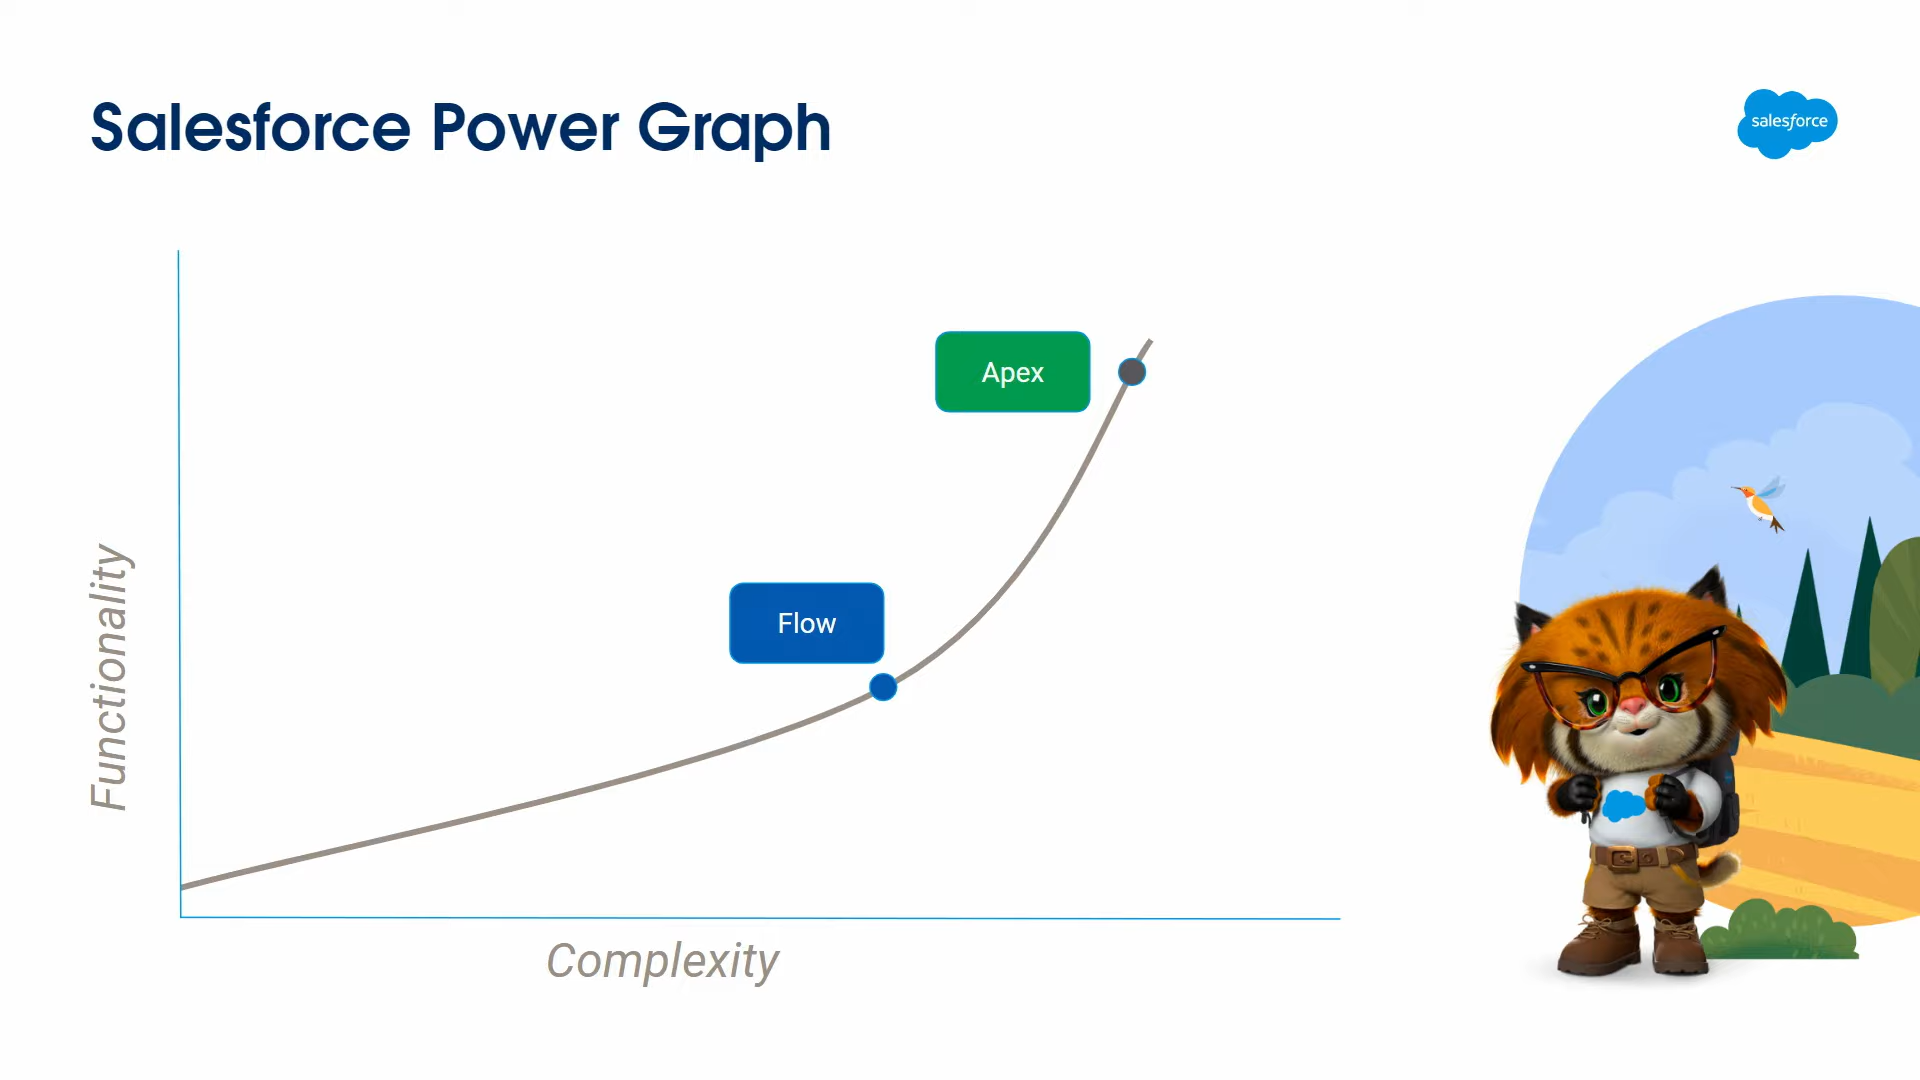 Salesforce Power Graph
salesforce
Apex
Flow
Functionality
Complexity